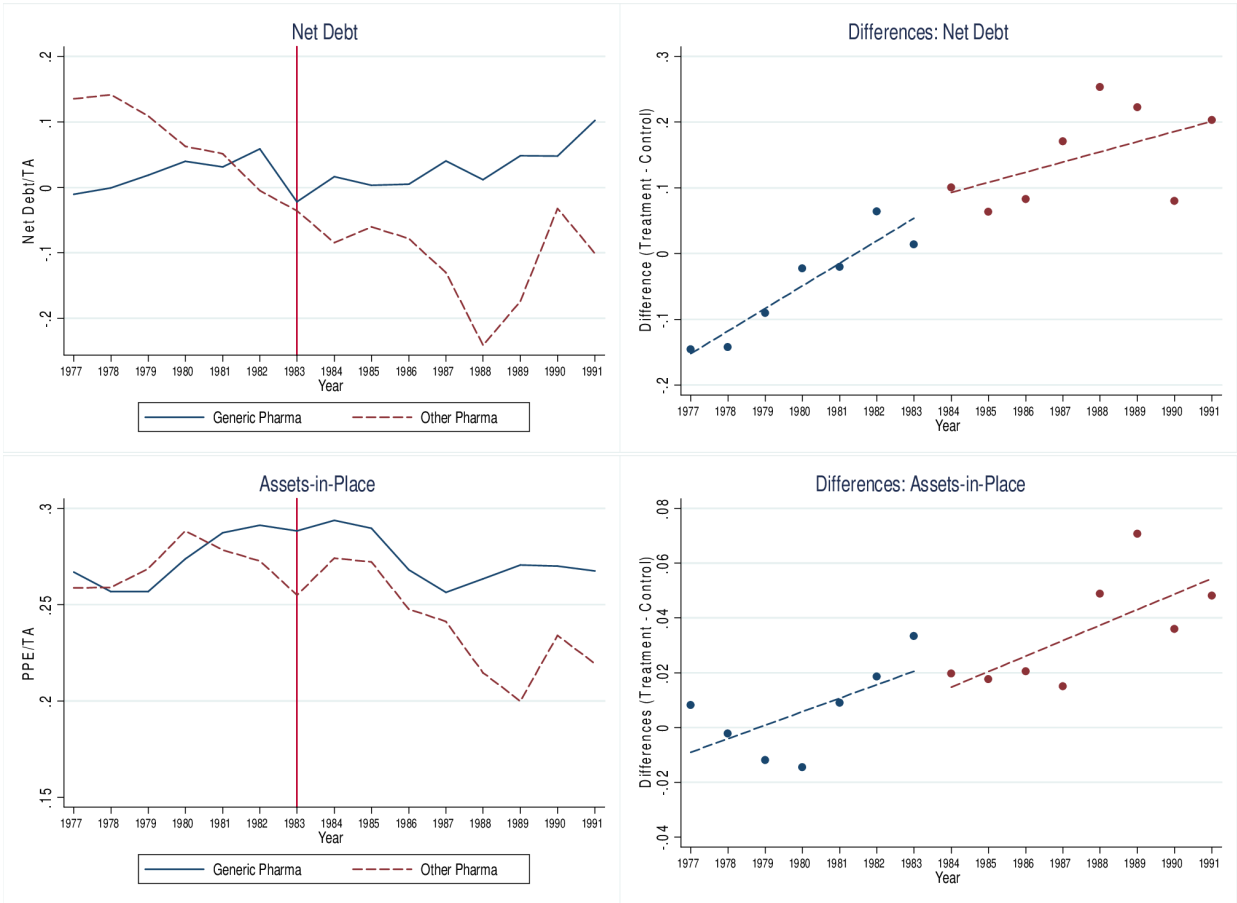 Net Debt
Net Debt/TA
.2
.1
0
-.1
-.2
1977 1978 1979 1980 1981 1982 1983 1984 1985 1986 1987 1988 1989 1990 1991
Year
Generic Pharma Other Pharma
Differences: Net Debt
Difference (Treatment - Control)
.3
.2
.1
0
-.1
-.2
1977 1978 1979 1980 1981 1982 1983 1984 1985 1986 1987 1988 1989 1990 1991
Year
Assets-in-Place
PPE/TA
.3
.25
.2
.15
1977 1978 1979 1980 1981 1982 1983 1984 1985 1986 1987 1988 1989 1990 1991
Year
Generic Pharma Other Pharma
Differences: Assets-in-Place
Differences (Treatment - Control)
.08
.06
.04
.02
0
-.02
-.04
1977 1978 1979 1980 1981 1982 1983 1984 1985 1986 1987 1988 1989 1990 1991
Year